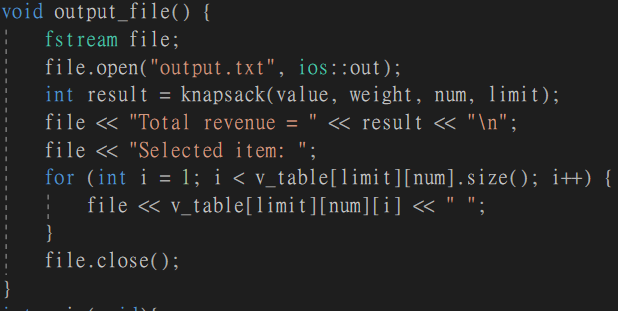 void output_file() {
fstream file;
file.open("output.txt", ios::out);
int result = knapsack(value, weight, num, limit);
file << "Total revenue = " << result << "\n";
file << "Selected item: ";
for (int i = 1; i < v_table[limit][num].size(); i++) {
file << v_table[limit][num][i] << " ";
}
file.close();
}